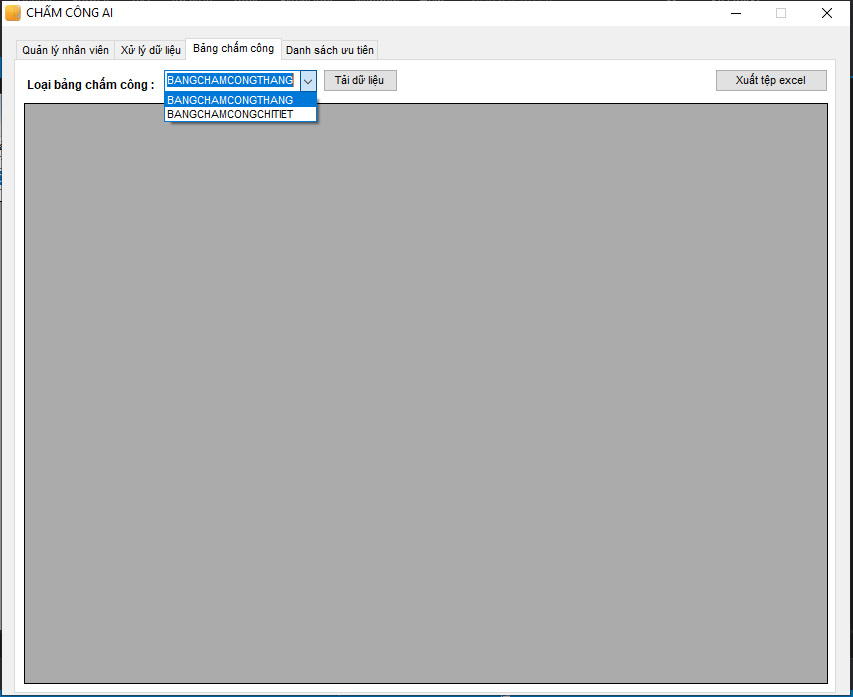 CHẤM CÔNG AI
Quản lý nhân viên Xử lý dữ liệu Bảng chấm công Danh sách ưu tiên
Loại bảng chấm công : BANGCHAMCONGTHANG Tải dữ liệu Xuất tệp excel
BANGCHAMCONGTHANG
BANGCHAMCONGCHITIET